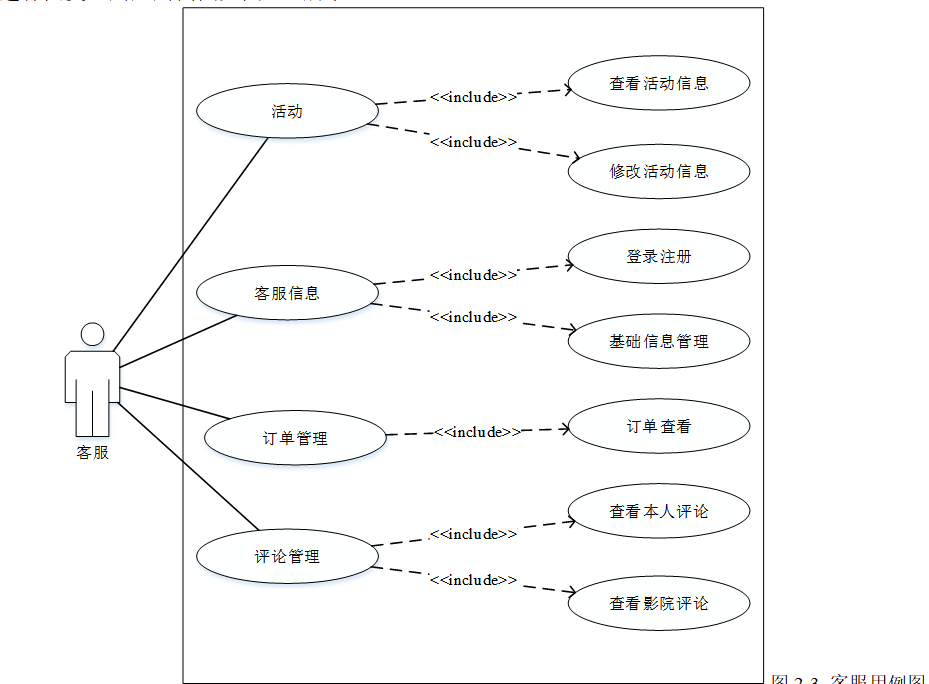 查看活动信息
<<include>>
活动
<<include>>
修改活动信息
登录注册
<<include>>
客服信息
<<include>>
基础信息管理
订单查看
<<include>>
订单管理
客服
查看本人评论
<<include>>
评论管理
<<include>>
查看影院评论
图 2-3 客服用例图